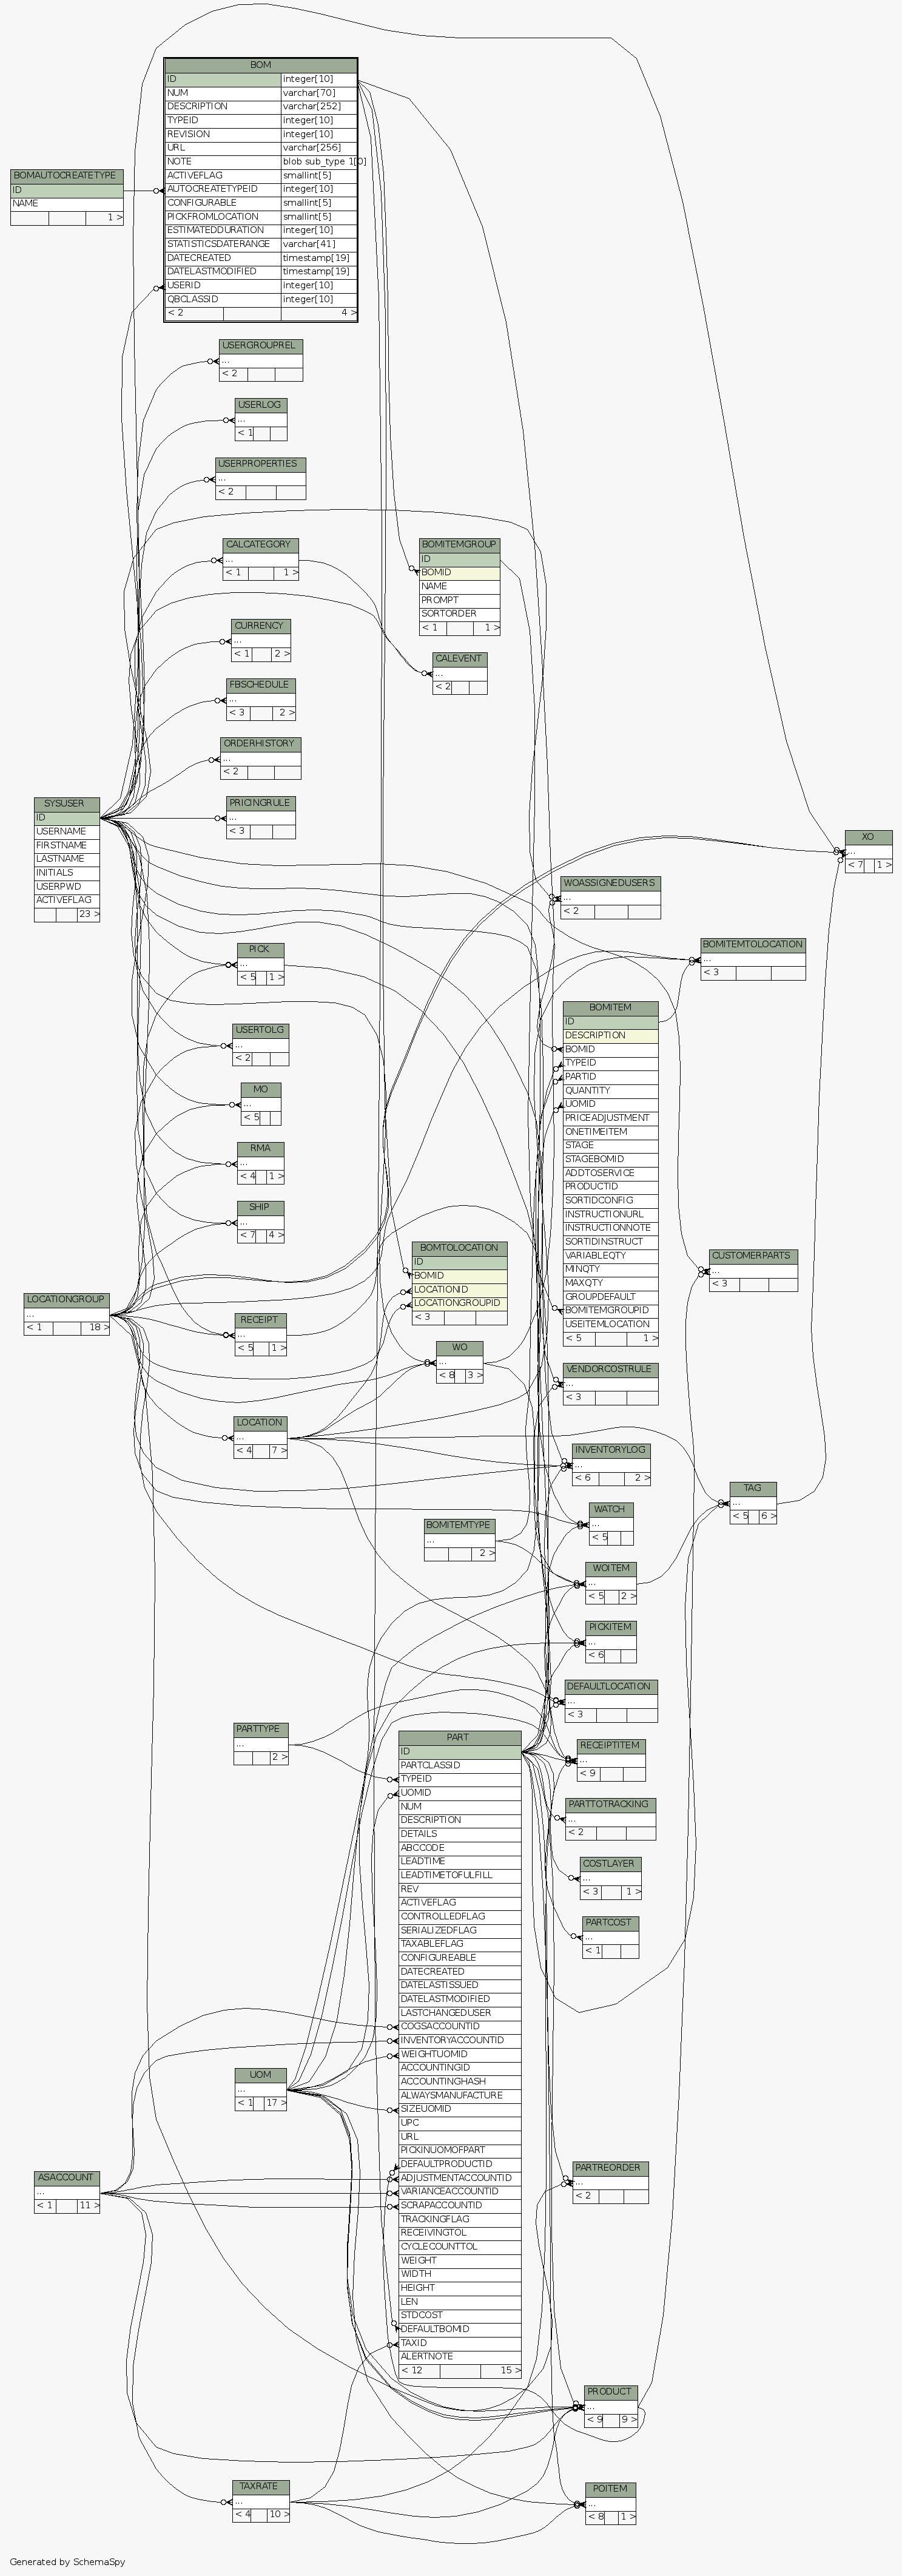 BOM
ID integer[10]
NUM varchar[70]
DESCRIPTION varchar[252]
TYPEID integer[10]
REVISION integer[10]
URL varchar[256]
NOTE blob sub_type 1[0]
ACTIVEFLAG smallint[5]
AUTOCREATETYPEID integer[10]
CONFIGURABLE smallint[5]
PICKFROMLOCATION smallint[5]
ESTIMATEDDURATION integer[10]
STATISTICSDATERANGE varchar[41]
DATECREATED timestamp[19]
DATELASTMODIFIED timestamp[19]
USERID integer[10]
QBCLASSID integer[10]
< 2 4 >
BOMAUTOCREATETYPE
ID
NAME
1 >
USERGROUPREL
...
< 2
USERLOG
...
< 1
USERPROPERTIES
...
< 2
CALCATEGORY
...
< 1 1 >
BOMITEMGROUP
ID
BOMID
NAME
PROMPT
SORTORDER
< 1 1 >
CURRENCY
...
< 1 2 >
CALEVENT
...
< 2
FBSCHEDULE
...
< 3 2 >
ORDERHISTORY
...
< 2
PRICINGRULE
...
< 3
SYSUSER
ID
USERNAME
FIRSTNAME
LASTNAME
INITIALS
USERPWD
ACTIVEFLAG
23 >
XO
...
< 7 1 >
WOASSIGNEDUSERS
...
< 2
PICK
...
< 5 1 >
BOMITEMTOLOCATION
...
< 3
BOMITEM
ID
DESCRIPTION
BOMID
TYPEID
PARTID
QUANTITY
UOMID
PRICEADJUSTMENT
ONETIMEITEM
STAGE
STAGEBOMID
ADDTOSERVICE
PRODUCTID
SORTIDCONFIG
INSTRUCTIONURL
INSTRUCTIONNOTE
SORTIDINSTRUCT
VARIABLEQTY
MINQTY
MAXQTY
GROUPDEFAULT
BOMITEMGROUPID
USEITEMLOCATION
< 5 1 >
USERTOLG
...
< 2
MO
...
< 5
RMA
...
< 4 1 >
SHIP
...
< 7 4 >
BOMTOLOCATION
ID
BOMID
LOCATIONID
LOCATIONGROUPID
< 3
CUSTOMERPARTS
...
< 3
LOCATIONGROUP
...
< 1 18 >
RECEIPT
...
< 5 1 >
WO
...
< 8 3 >
VENDORCOSTRULE
...
< 3
LOCATION
...
< 4 7 >
INVENTORYLOG
...
< 6 2 >
TAG
...
< 5 6 >
WATCH
...
< 5
BOMITEMTYPE
...
2 >
WOITEM
...
< 5 2 >
PICKITEM
...
< 6
DEFAULTLOCATION
...
< 3
PARTTYPE
...
2 >
RECEIPTITEM
...
< 9
PARTTOTRACKING
...
< 2
COSTLAYER
...
< 3 1 >
PARTCOST
...
< 1
PART
ID
PARTCLASSID
TYPEID
UOMID
NUM
DESCRIPTION
DETAILS
ABCCODE
LEADTIME
LEADTIMETOFULFILL
REV
ACTIVEFLAG
CONTROLLEDFLAG
SERIALIZEDFLAG
TAXABLEFLAG
CONFIGUREABLE
DATECREATED
DATELASTISSUED
DATELASTMODIFIED
LASTCHANGEDUSER
COGSACCOUNTID
INVENTORYACCOUNTID
WEIGHTUOMID
ACCOUNTINGID
ACCOUNTINGHASH
ALWAYSMANUFACTURE
SIZEUOMID
UPC
URL
PICKINUOMOFPART
DEFAULTPRODUCTID
ADJUSTMENTACCOUNTID
VARIANCEACCOUNTID
SCRAPACCOUNTID
TRACKINGFLAG
RECEIVINGTOL
CYCLECOUNTTOL
WEIGHT
WIDTH
HEIGHT
LEN
STDCOST
DEFAULTBOMID
TAXID
ALERTNOTE
< 12 15 >
UOM
...
< 1 17 >
ASACCOUNT
...
< 1 11 >
PARTREORDER
...
< 2
PRODUCT
...
< 9 9 >
TAXRATE
...
< 4 10 >
POITEM
...
< 8 1 >
Generated by SchemaSpy